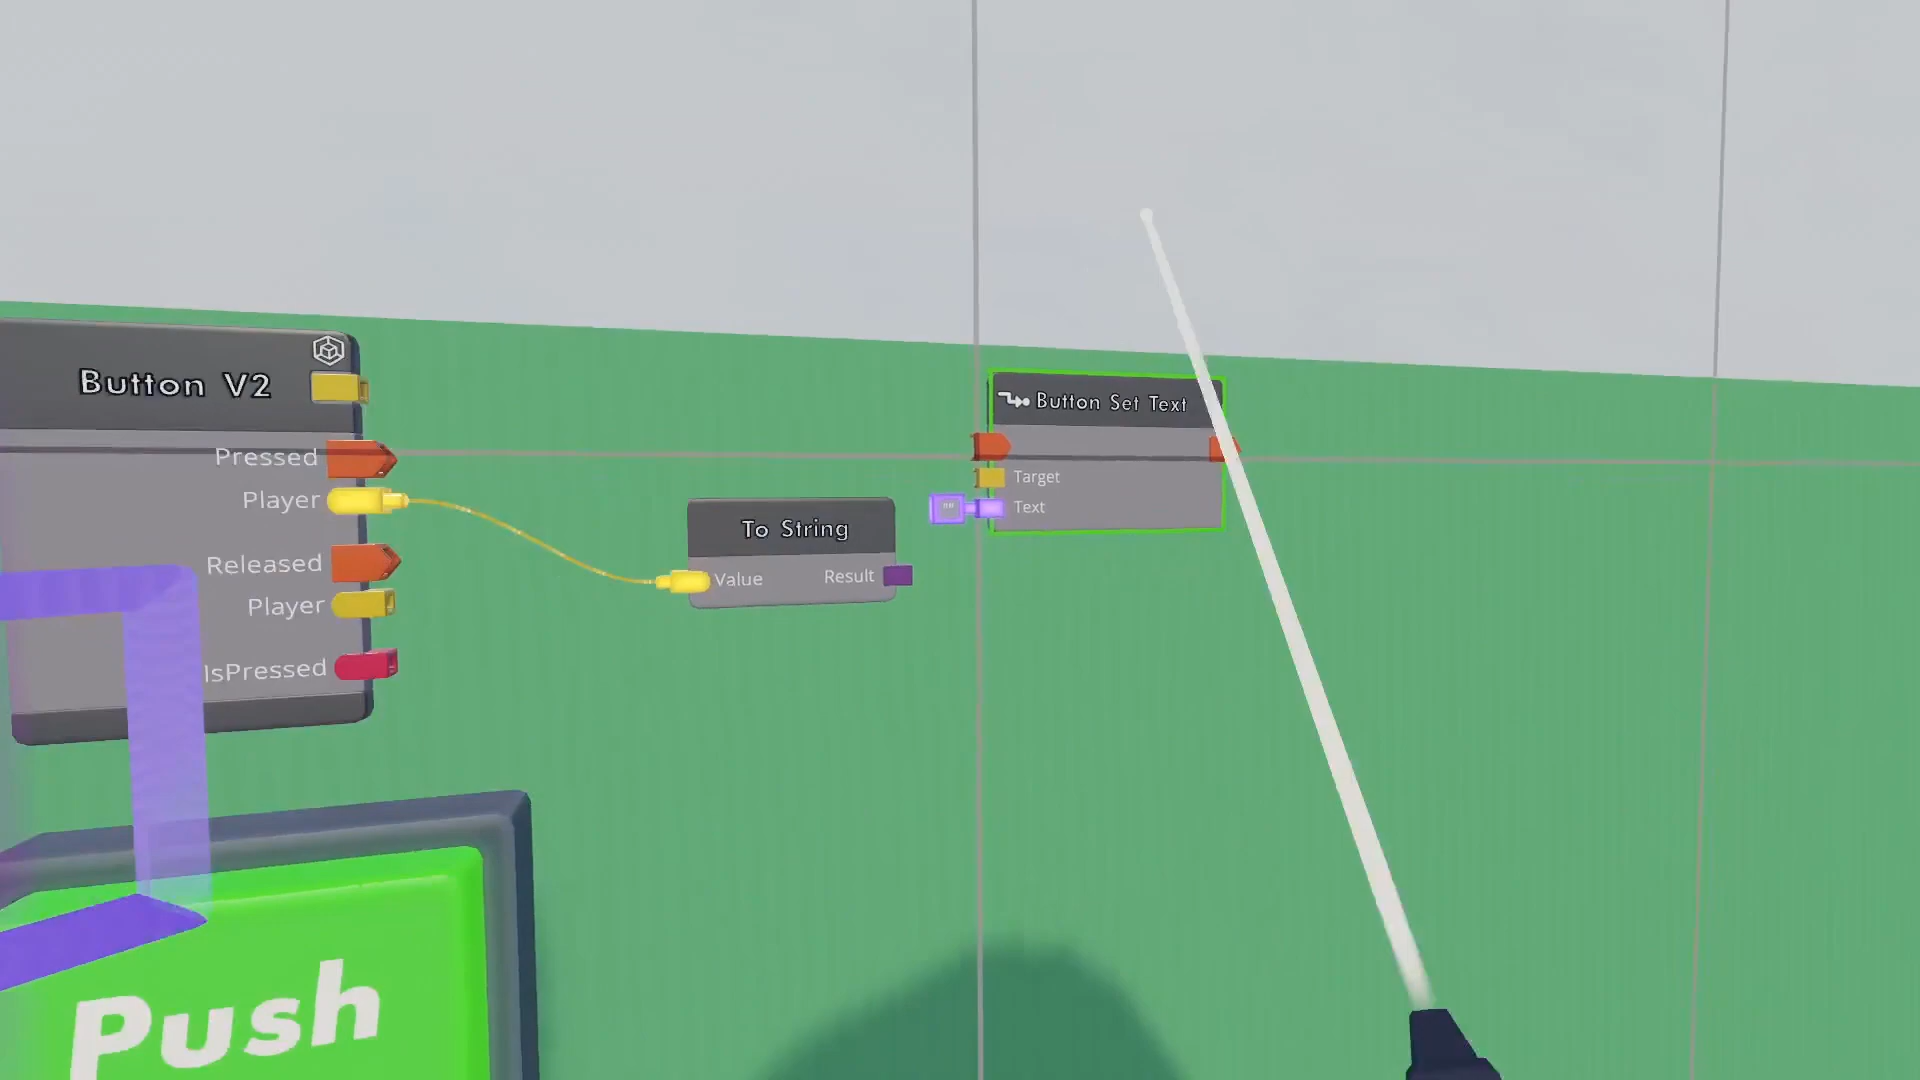 Button V2
Pressed
Player
Released
Player
IsPressed
To String
Value Result
Button Set Text
Target
""
Text
Push